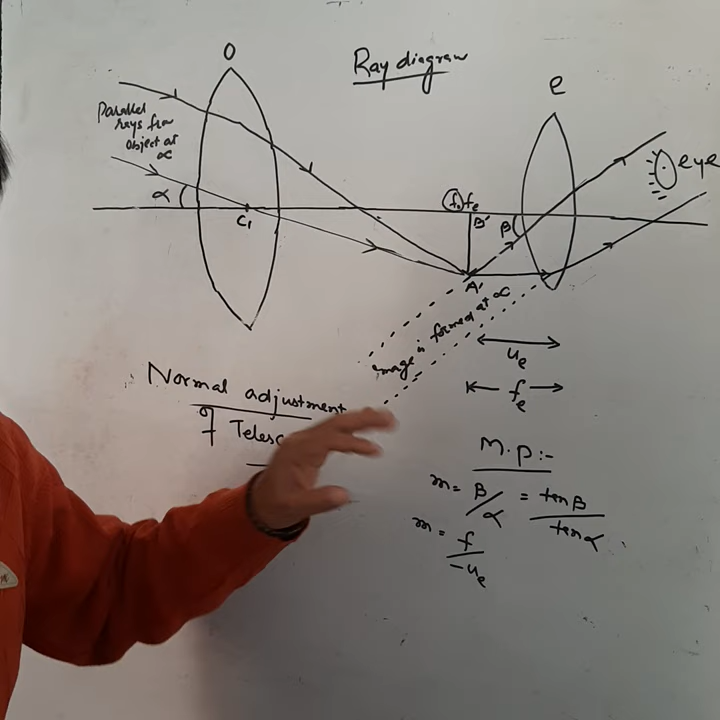 O
Ray diagram
e
Parallel
rays from
object at
∝
eye
α
C₁
(f₀) fₑ
B'
β
A'
image is formed at ∝
uₑ
fₑ
Normal adjustment
of Telesc
M.P:-
m = β/α = tanβ/tanα
m = f/-uₑ